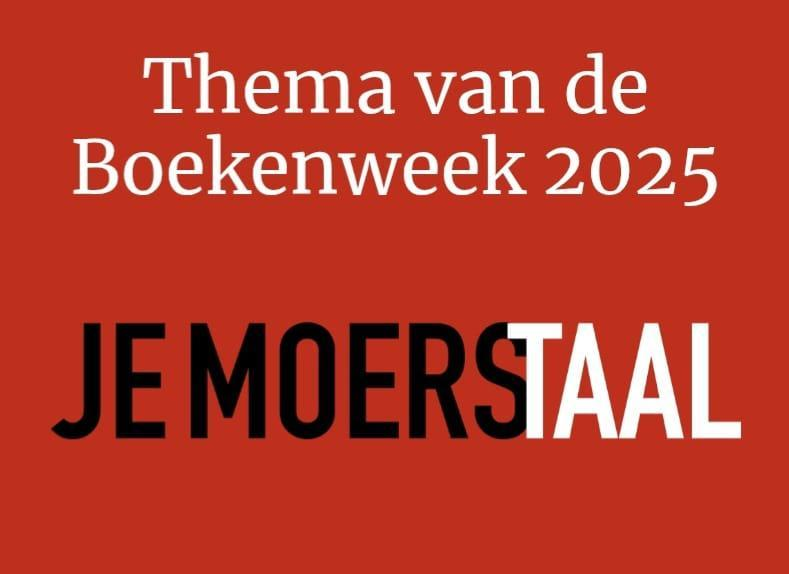 Thema van de
Boekenweek 2025
JE MOERSTAAL